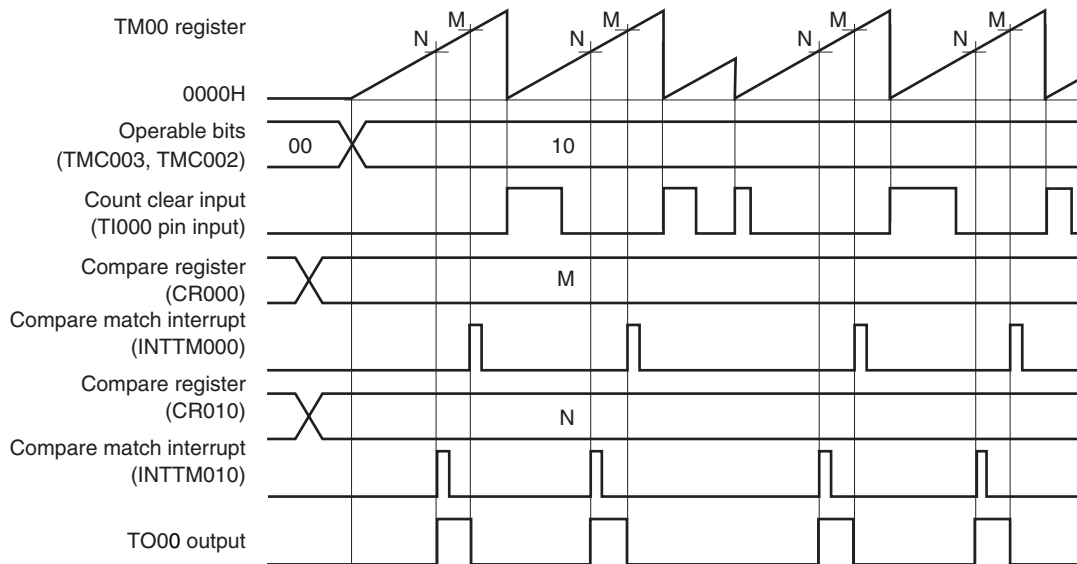 TM00 register
N M N M N M N M
0000H
Operable bits
(TMC003, TMC002)
00 10
Count clear input
(TI000 pin input)
Compare register
(CR000)
M
Compare match interrupt
(INTTM000)
Compare register
(CR010)
N
Compare match interrupt
(INTTM010)
TO00 output